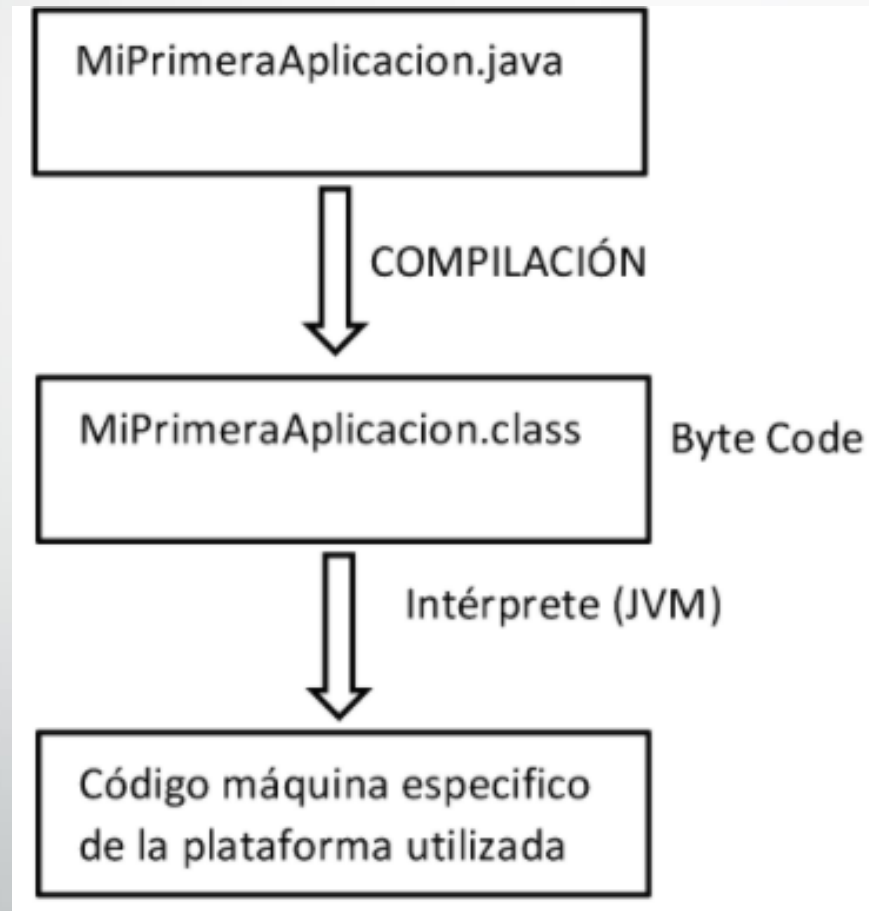 MiPrimeraAplicacion.java
COMPILACIÓN
MiPrimeraAplicacion.class
Byte Code
Intérprete (JVM)
Código máquina especifico
de la plataforma utilizada